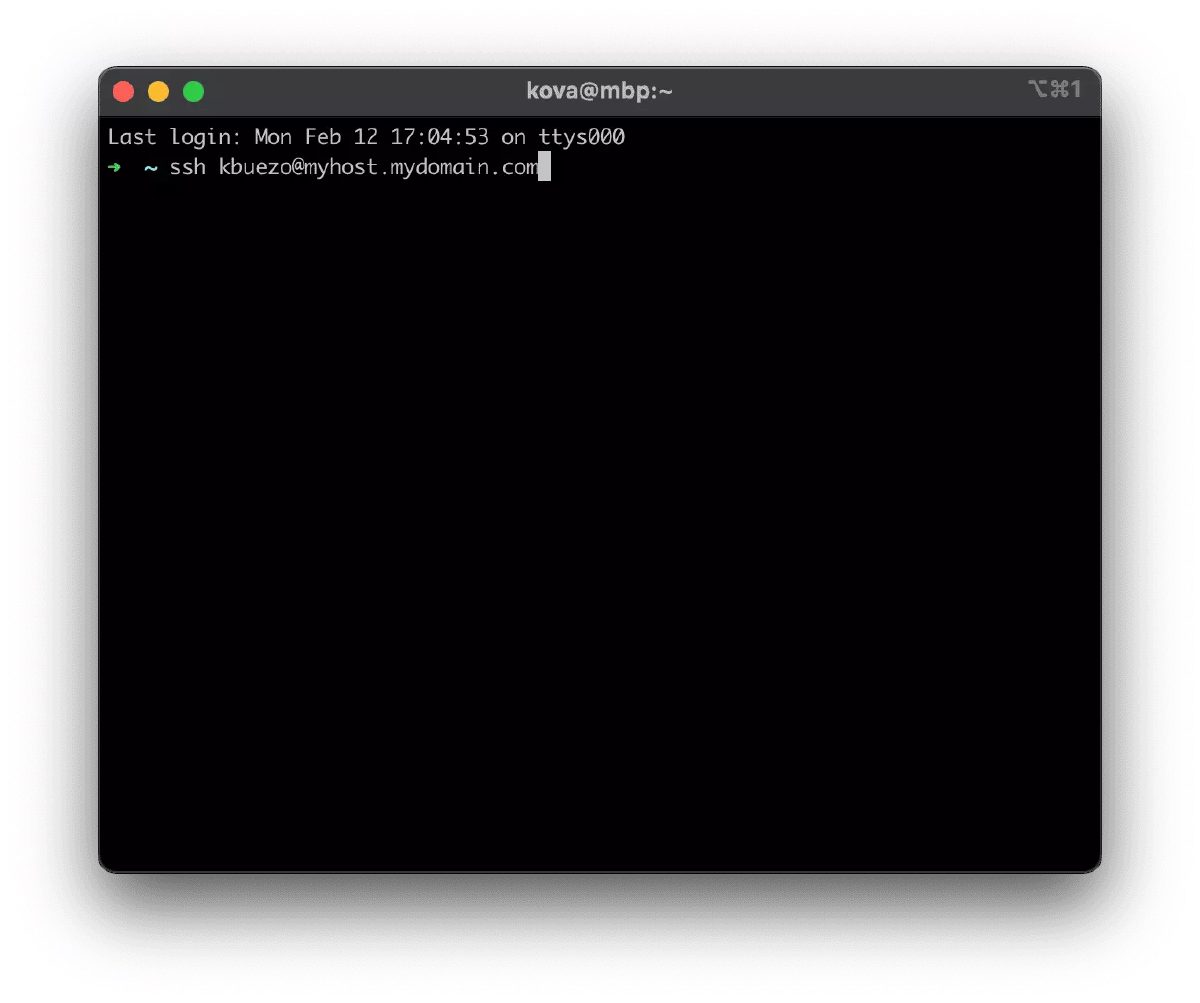 kova@mbp:~
⌥⌘1
Last login: Mon Feb 12 17:04:53 on ttys000
➜  ~ ssh kbuezo@myhost.mydomain.com